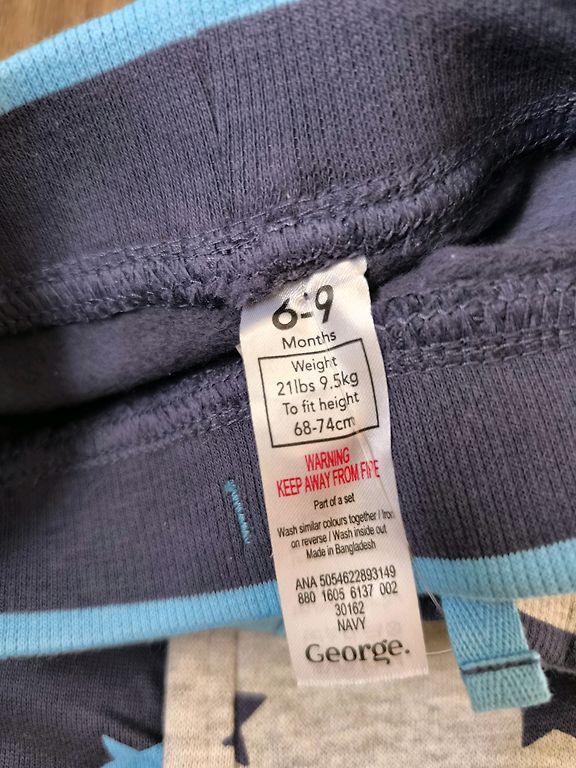 6-9
Months
Weight
21lbs 9.5kg
To fit height
68-74cm
WARNING
KEEP AWAY FROM FIRE
Part of a set
Wash similar colours together / Iron
on reverse / Wash inside out
Made in Bangladesh
ANA 5054622893149
880 1605 6137 002
30162
NAVY
George.